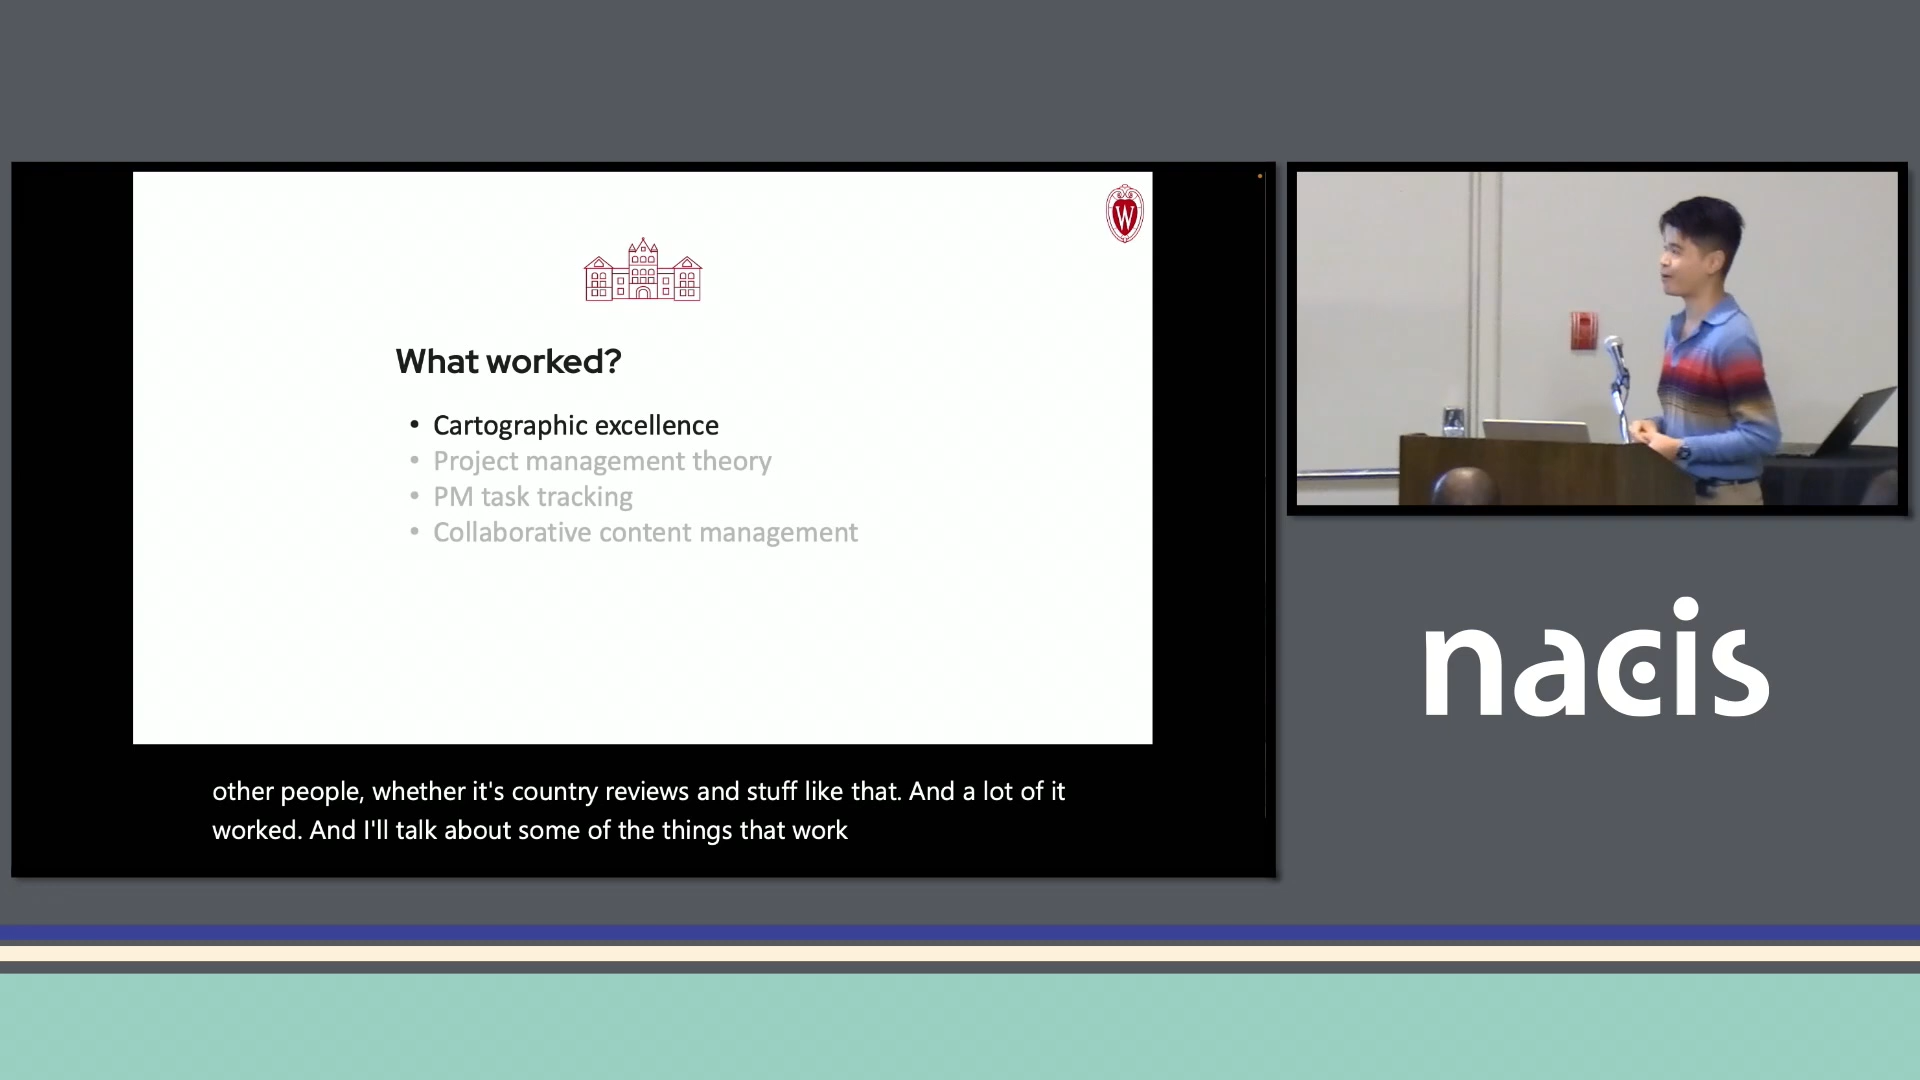 W
What worked?
• Cartographic excellence
• Project management theory
• PM task tracking
• Collaborative content management
other people, whether it's country reviews and stuff like that. And a lot of it
worked. And I'll talk about some of the things that work
nacis